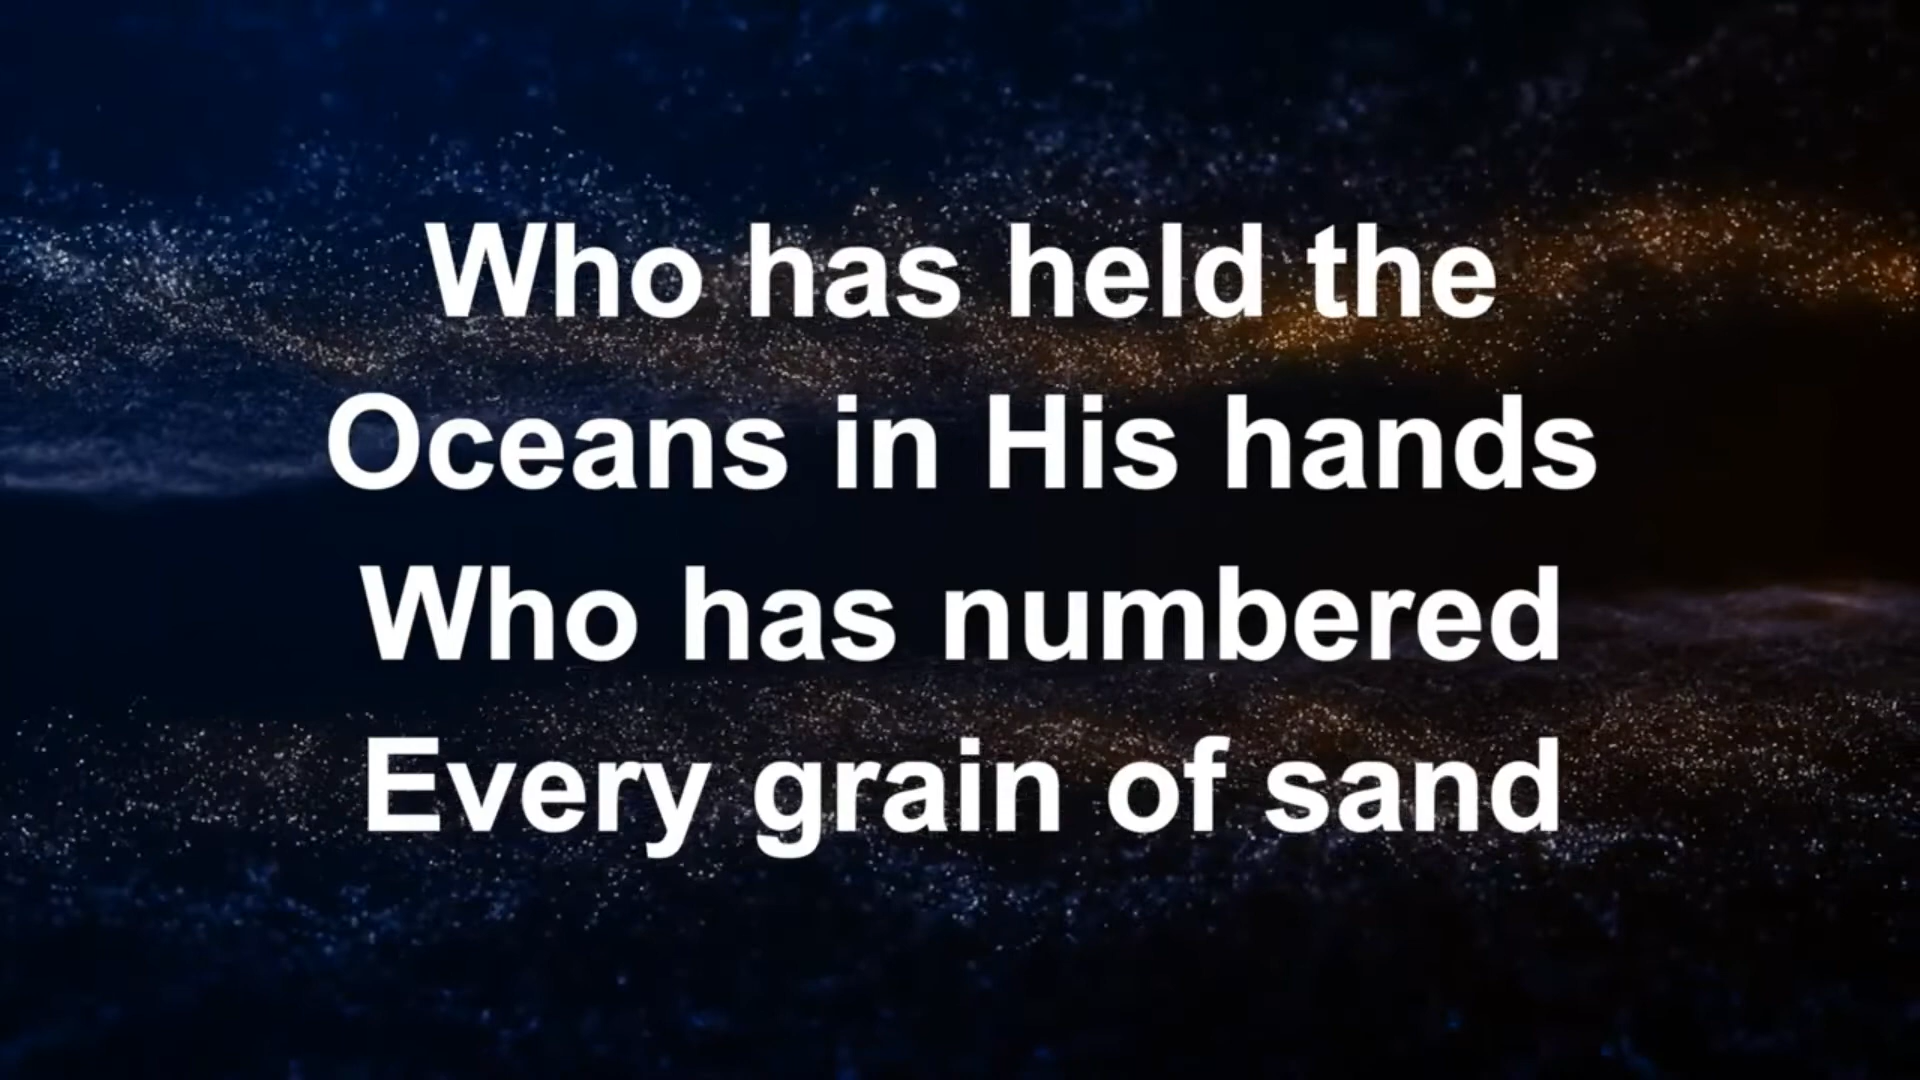 Who has held the
Oceans in His hands
Who has numbered
Every grain of sand